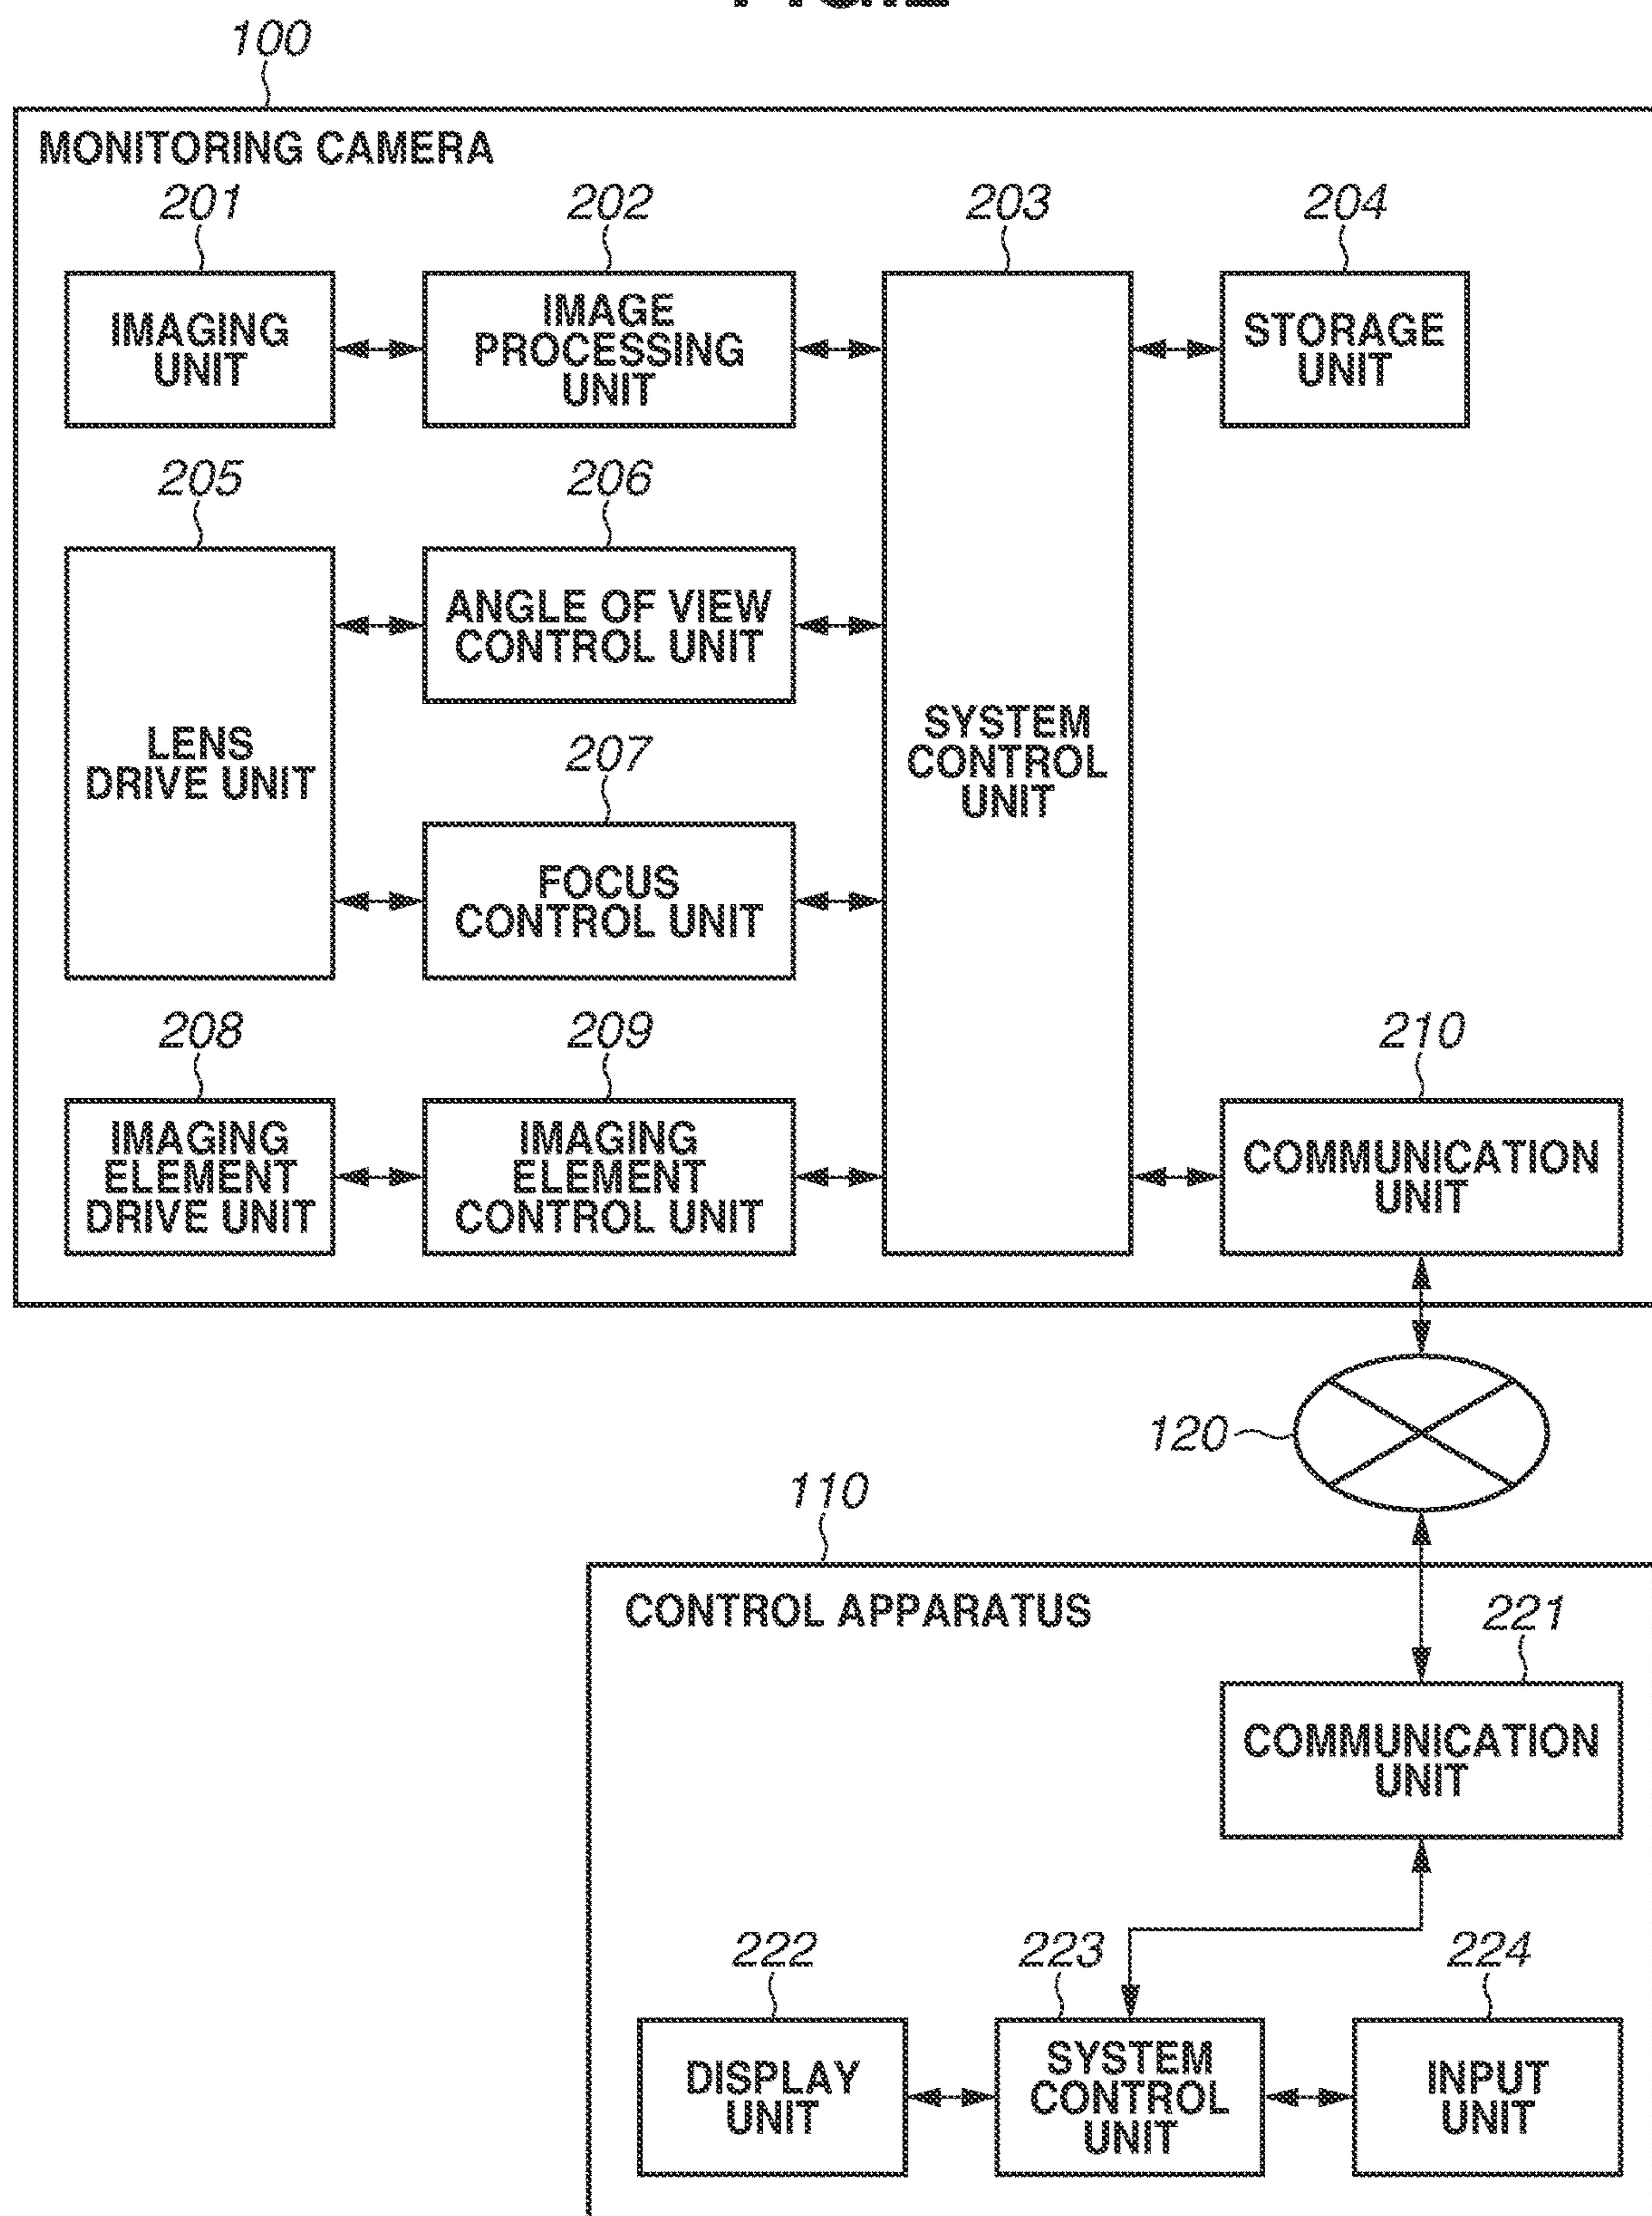 100
MONITORING CAMERA
201
202
203
204
IMAGING
UNIT
IMAGE
PROCESSING
UNIT
STORAGE
UNIT
205
206
ANGLE OF VIEW
CONTROL UNIT
LENS
DRIVE UNIT
207
SYSTEM
CONTROL
UNIT
FOCUS
CONTROL UNIT
208
209
210
IMAGING
ELEMENT
DRIVE UNIT
IMAGING
ELEMENT
CONTROL UNIT
COMMUNICATION
UNIT
120
110
CONTROL APPARATUS
221
COMMUNICATION
UNIT
222
223
224
DISPLAY
UNIT
SYSTEM
CONTROL
UNIT
INPUT
UNIT